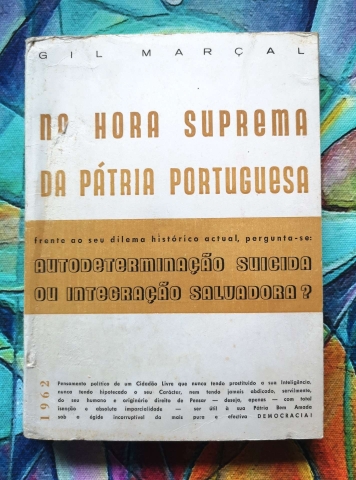 GIL MARÇAL
NA HORA SUPREMA
DA PÁTRIA PORTUGUESA
frente ao seu dilema histórico actual, pergunta-se:
AUTODETERMINAÇÃO SUICIDA
OU INTEGRAÇÃO SALVADORA?
1962
Pensamento político de um Cidadão Livre que nunca tendo prostituído a sua Inteligência,
nunca tendo hipotecado o seu Carácter, nem tendo jamais abdicado, servilmente,
do seu humano e originário direito de Pensar — deseja, apenas — com total
isenção e absoluta imparcialidade — ser útil à sua Pátria Bem Amada
sob a égide incorruptível da mais pura e efectiva DEMOCRACIA!